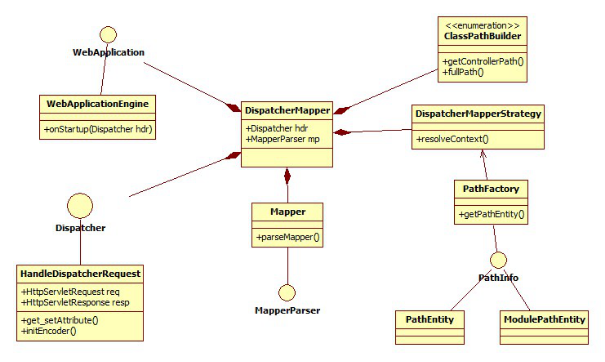 WebApplication
<<enumeration>>
ClassPathBuilder
+getControllerPath()
+fullPath()
WebApplicationEngine
+onStartup(Dispatcher hdr)
DispatcherMapper
+Dispatcher hdr
+MapperParser mp
DispatcherMapperStrategy
+resolveContext()
PathFactory
+getPathEntity()
Dispatcher
Mapper
+parseMapper()
HandleDispatcherRequest
+HttpServletRequest req
+HttpServletResponse resp
+get_setAttribute()
+initEncoder()
MapperParser
PathInfo
PathEntity
ModulePathEntity